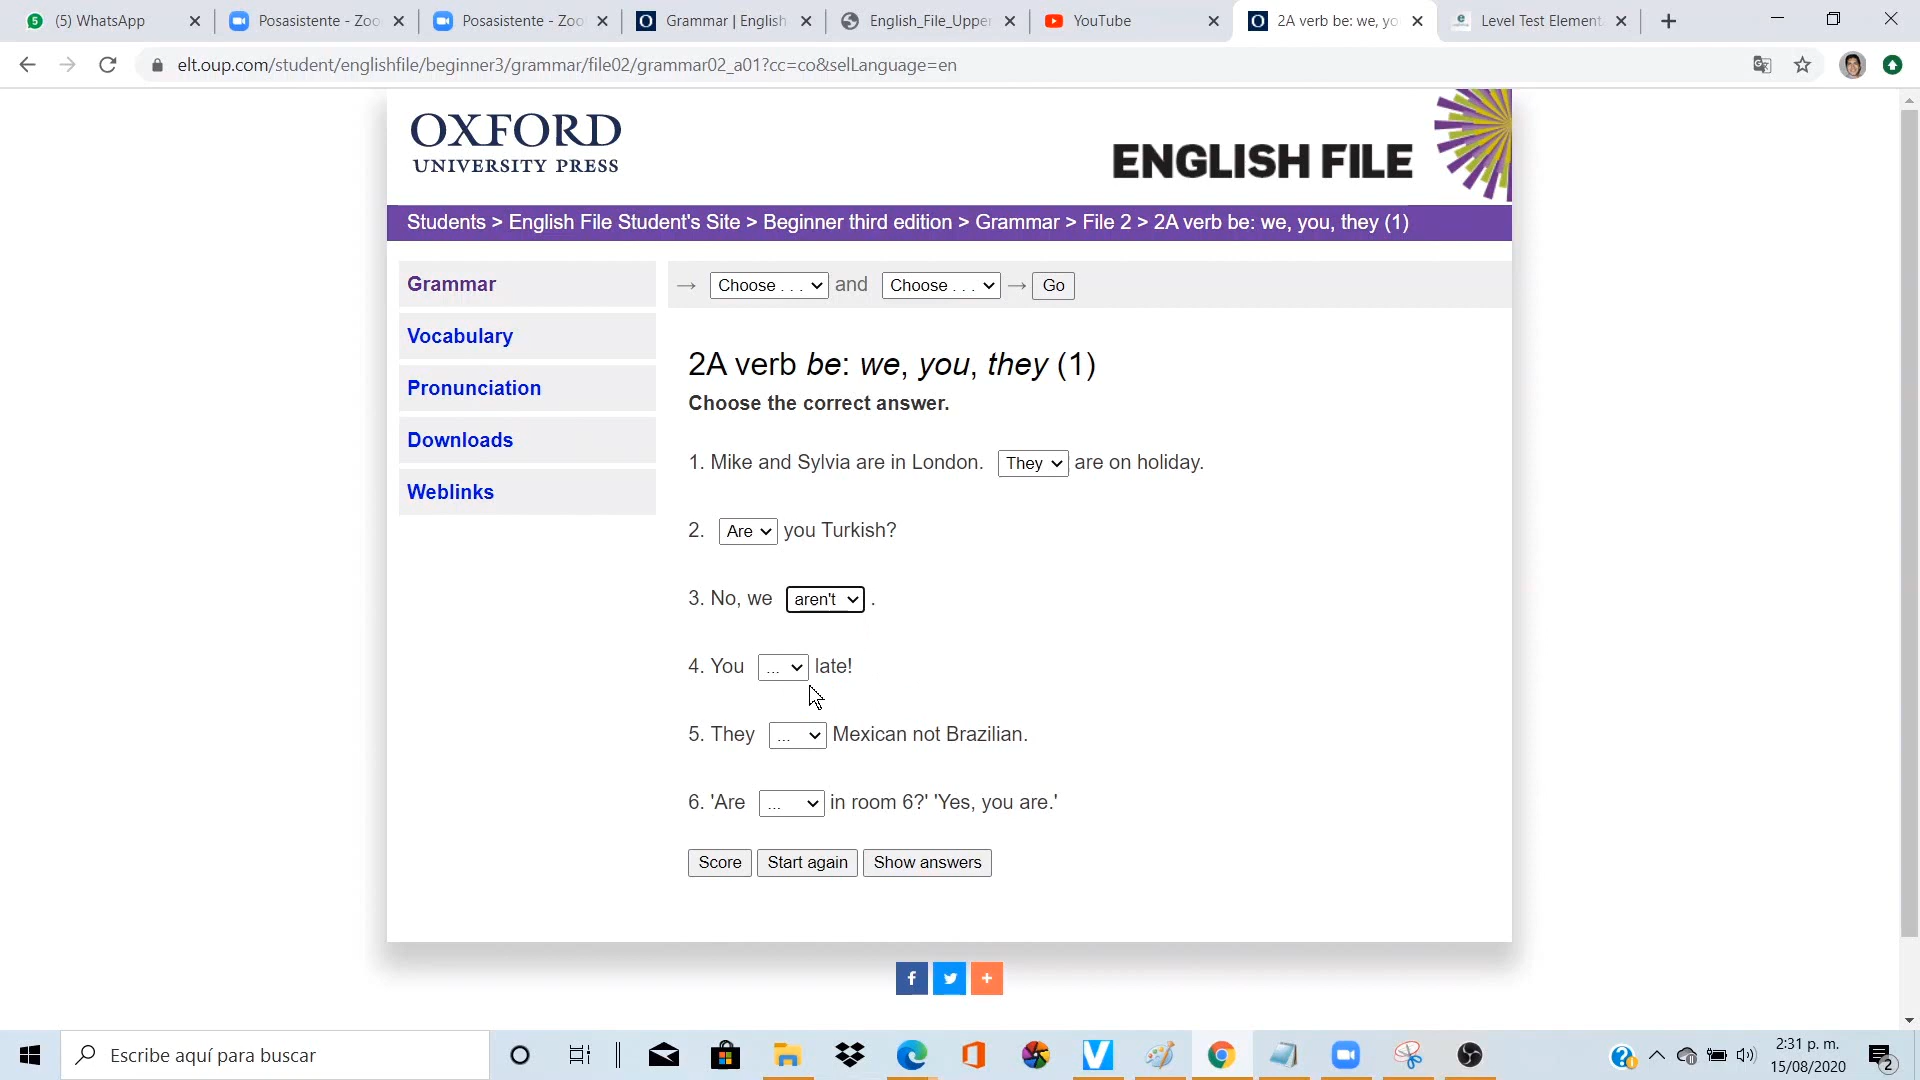 (5) WhatsApp
Posasistente - Zoo
Posasistente - Zoo
Grammar | English
English_File_Upper
YouTube
2A verb be: we, yo
Level Test Element
elt.oup.com/student/englishfile/beginner3/grammar/file02/grammar02_a01?cc=co&selLanguage=en
OXFORD
UNIVERSITY PRESS
ENGLISH FILE
Students > English File Student's Site > Beginner third edition > Grammar > File 2 > 2A verb be: we, you, they (1)
Grammar
Vocabulary
Pronunciation
Downloads
Weblinks
→ Choose . . . and Choose . . . → Go
2A verb be: we, you, they (1)
Choose the correct answer.
1. Mike and Sylvia are in London. They are on holiday.
2. Are you Turkish?
3. No, we aren't .
4. You ... late!
5. They ... Mexican not Brazilian.
6. 'Are ... in room 6?' 'Yes, you are.'
Score Start again Show answers
Escribe aquí para buscar
2:31 p. m.
15/08/2020
2